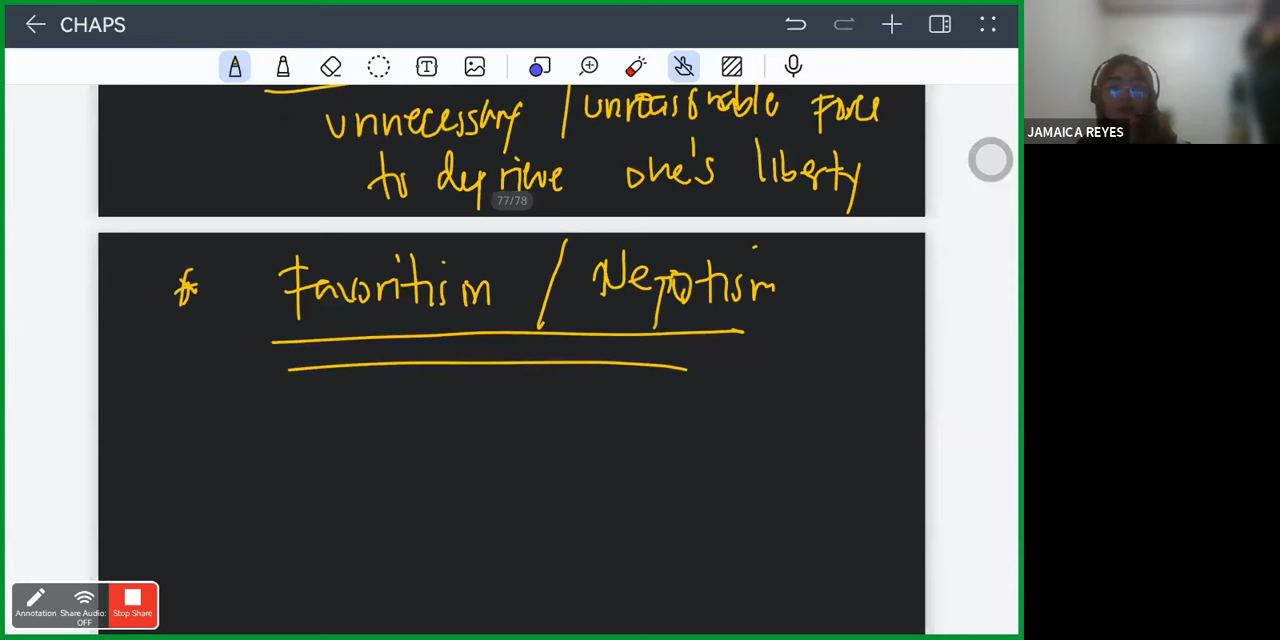 CHAPS
JAMAICA REYES
unnecessary / unreasonable force
to deprieve one's liberty
77/78
* Favoritism / Nepotism
Annotation
Share Audio: OFF
Stop Share